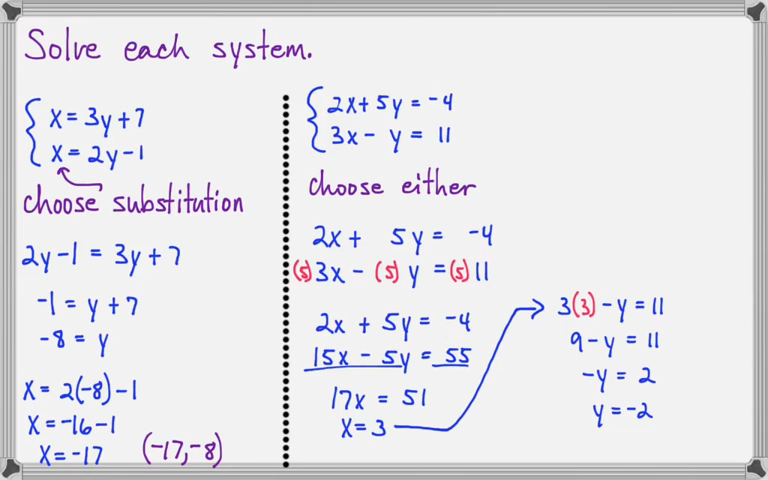 Solve each system.
x = 3y + 7
x = 2y - 1
choose substitution
2y - 1 = 3y + 7
-1 = y + 7
-8 = y
x = 2(-8) - 1
x = -16 - 1
x = -17
(-17, -8)
2x + 5y = -4
3x - y = 11
choose either
2x + 5y = -4
(5) 3x - (5) y = (5) 11
2x + 5y = -4
15x - 5y = 55
17x = 51
x = 3
3(3) - y = 11
9 - y = 11
-y = 2
y = -2